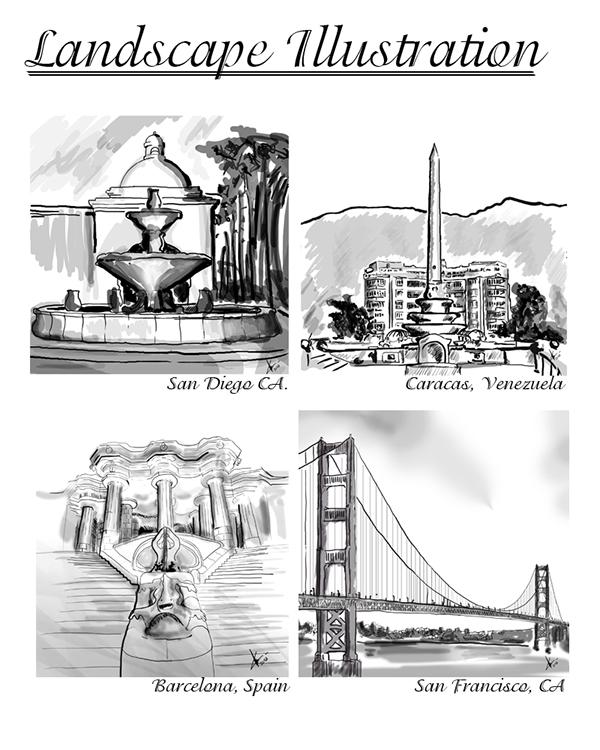 Landscape Illustration
San Diego CA.
Caracas, Venezuela
Barcelona, Spain
San Francisco, CA